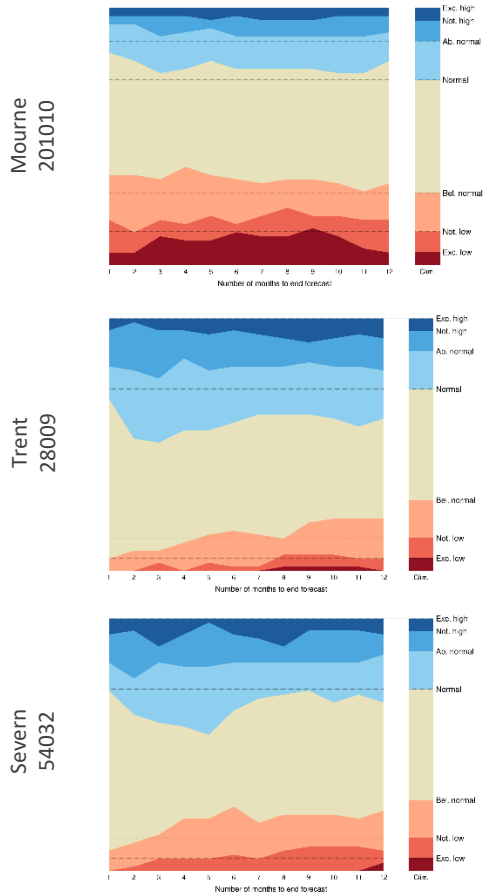 Mourne
201010
Exc. high
Not. high
Ab. normal
Normal
Bel. normal
Not. low
Exc. low
1 2 3 4 5 6 7 8 9 10 11 12 Clim.
Number of months to end forecast
Trent
28009
Exc. high
Not. high
Ab. normal
Normal
Bel. normal
Not. low
Exc. low
1 2 3 4 5 6 7 8 9 10 11 12 Clim.
Number of months to end forecast
Severn
54032
Exc. high
Not. high
Ab. normal
Normal
Bel. normal
Not. low
Exc. low
1 2 3 4 5 6 7 8 9 10 11 12 Clim.
Number of months to end forecast